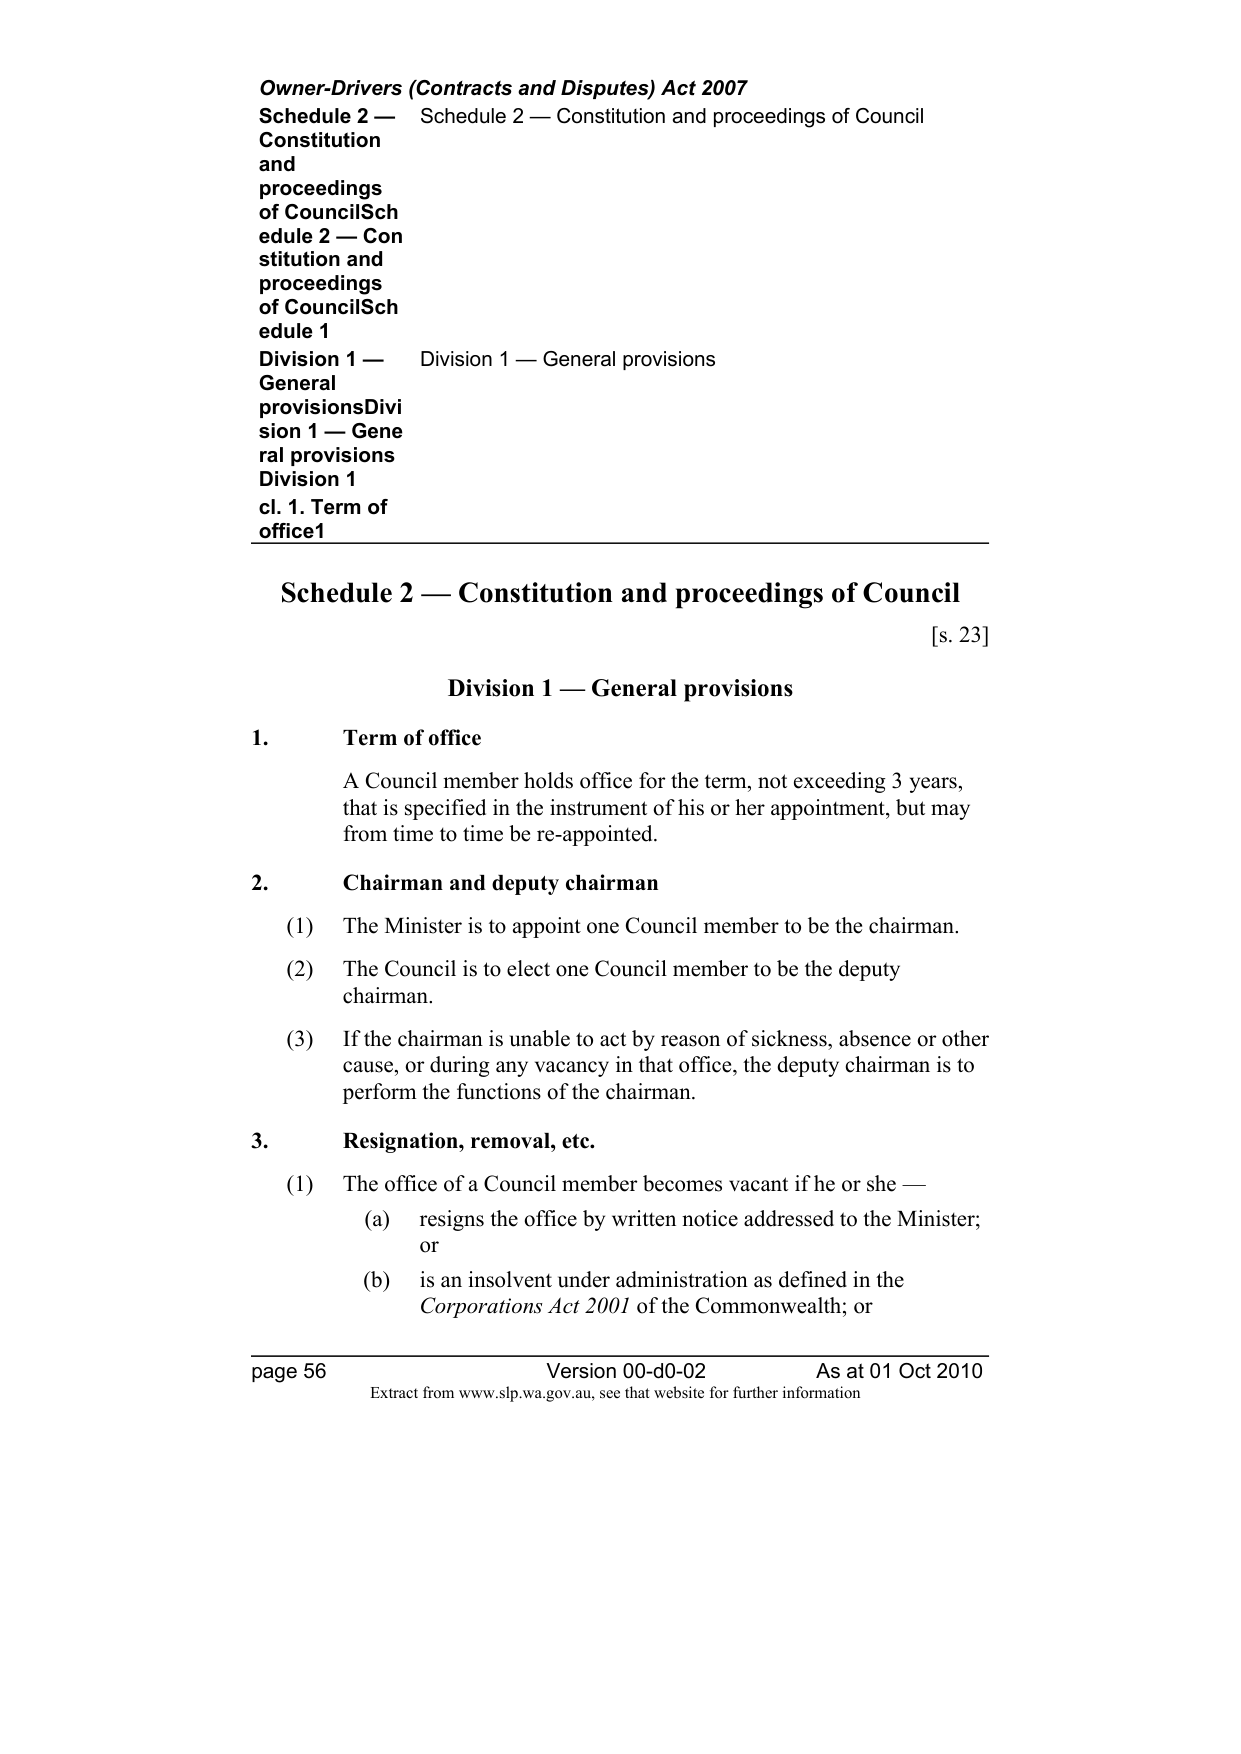 Owner-Drivers (Contracts and Disputes) Act 2007
Schedule 2 — Schedule 2 — Constitution and proceedings of Council
Constitution
and
proceedings
of CouncilSch
edule 2 — Con
stitution and
proceedings
of CouncilSch
edule 1
Division 1 — Division 1 — General provisions
General
provisionsDivi
sion 1 — Gene
ral provisions
Division 1
cl. 1. Term of
office1
Schedule 2 — Constitution and proceedings of Council
[s. 23]
Division 1 — General provisions
1. Term of office
A Council member holds office for the term, not exceeding 3 years,
that is specified in the instrument of his or her appointment, but may
from time to time be re-appointed.
2. Chairman and deputy chairman
(1) The Minister is to appoint one Council member to be the chairman.
(2) The Council is to elect one Council member to be the deputy
chairman.
(3) If the chairman is unable to act by reason of sickness, absence or other
cause, or during any vacancy in that office, the deputy chairman is to
perform the functions of the chairman.
3. Resignation, removal, etc.
(1) The office of a Council member becomes vacant if he or she —
(a) resigns the office by written notice addressed to the Minister;
or
(b) is an insolvent under administration as defined in the
Corporations Act 2001 of the Commonwealth; or
page 56 Version 00-d0-02 As at 01 Oct 2010
Extract from www.slp.wa.gov.au, see that website for further information